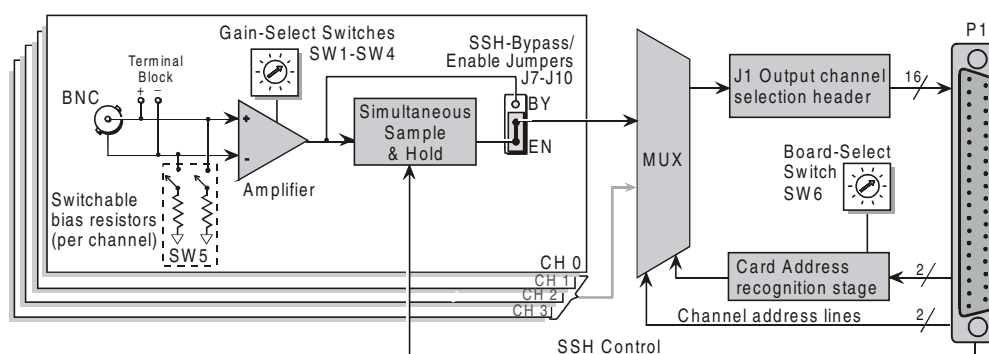 Gain-Select Switches
SW1-SW4
SSH-Bypass/
Enable Jumpers
J7-J10
P1
Terminal
Block
+ -
BNC
BY
EN
+
-
Simultaneous
Sample
& Hold
Amplifier
Switchable
bias resistors
(per channel)
SW5
CH 0
CH 1
CH 2
CH 3
MUX
J1 Output channel
selection header
16
Board-Select
Switch
SW6
Card Address
recognition stage
2
Channel address lines
2
SSH Control